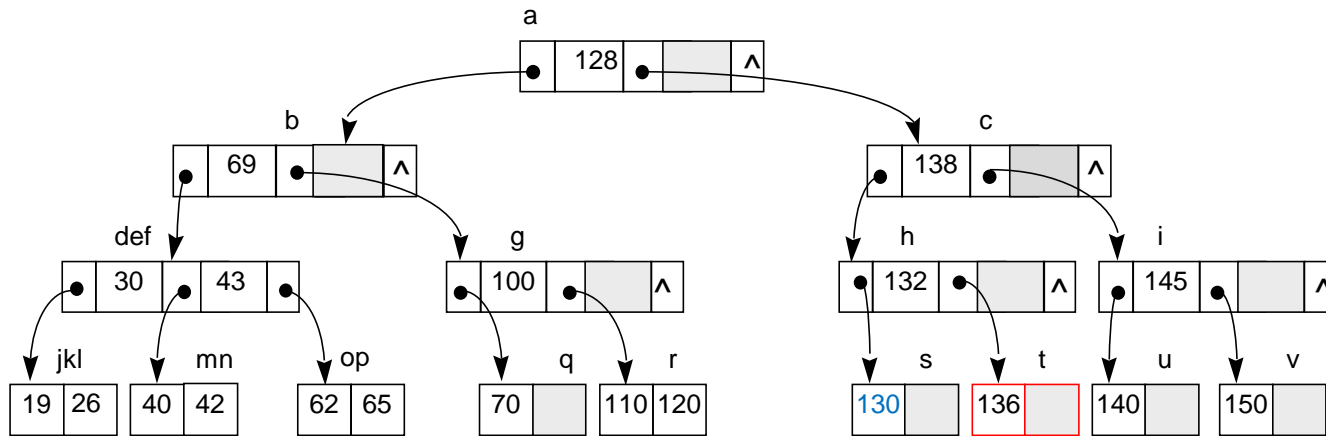 a
128 ^
b c
69 ^ 138 ^
def g h i
30 43 100 ^ 132 ^ 145 ^
jkl mn op q r s t u v
19 26 40 42 62 65 70 110 120 130 136 140 150